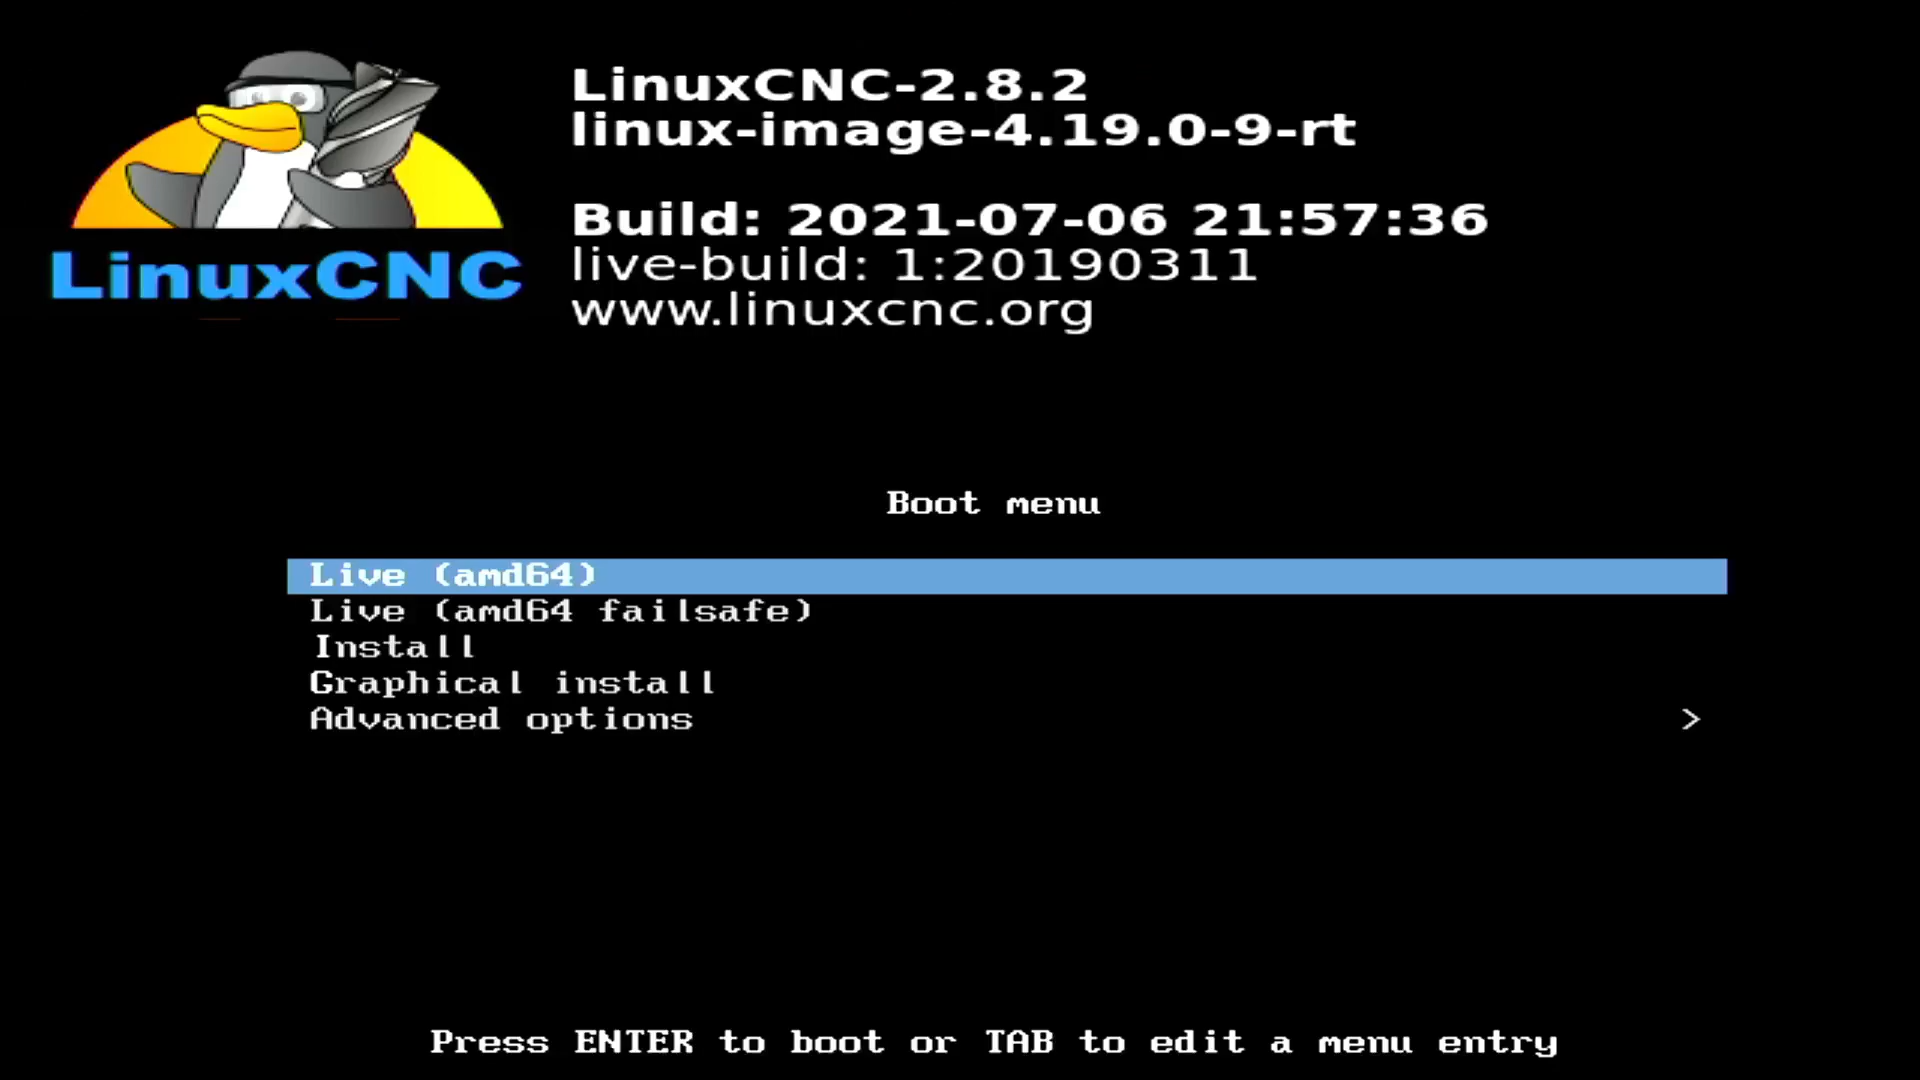 LinuxCNC
LinuxCNC-2.8.2
linux-image-4.19.0-9-rt
Build: 2021-07-06 21:57:36
live-build: 1:20190311
www.linuxcnc.org
Boot menu
Live (amd64)
Live (amd64 failsafe)
Install
Graphical install
Advanced options >
Press ENTER to boot or TAB to edit a menu entry